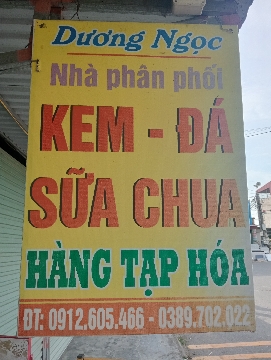 Dương Ngọc
Nhà phân phối
KEM - ĐÁ
SỮA CHUA
HÀNG TẠP HÓA
ĐT: 0912.605.466 - 0389.702.022